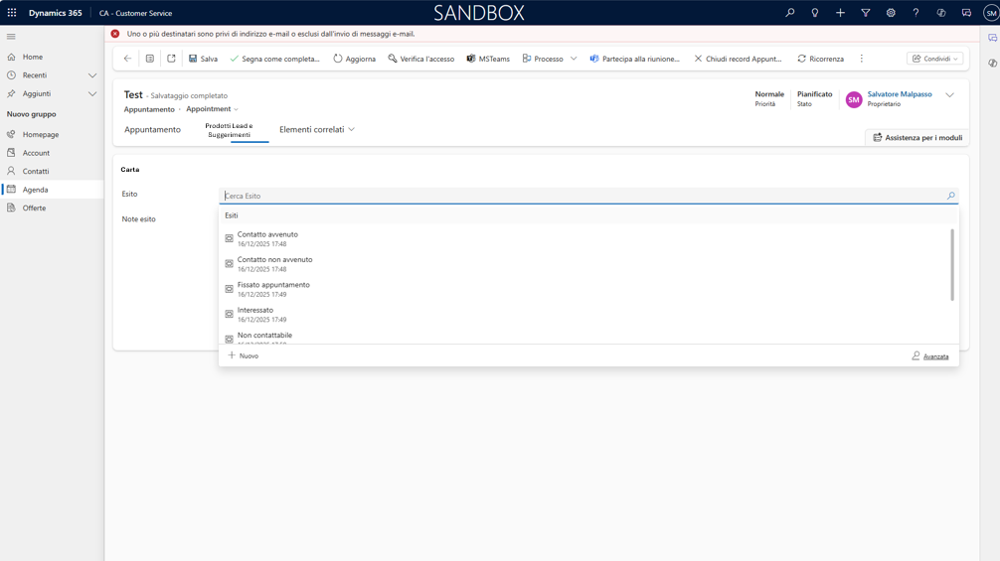 Dynamics 365 CA - Customer Service SANDBOX SM
Uno o più destinatari sono privi di indirizzo e-mail o esclusi dall'invio di messaggi e-mail.
Home
Recenti
Aggiunti
Nuovo gruppo
Homepage
Account
Contatti
Agenda
Offerte
Salva Segna come completa... Aggiorna Verifica l'accesso MSTeams Processo Partecipa alla riunione... Chiudi record Appunt... Ricorrenza Condividi
Test - Salvataggio completato
Appuntamento · Appointment
Normale
Priorità
Pianificato
Stato
SM
Salvatore Malpasso
Proprietario
Appuntamento
Prodotti Lead e
Suggerimenti
Elementi correlati
Assistenza per i moduli
Carta
Esito
Cerca Esito
Note esito
Esiti
Contatto avvenuto
16/12/2025 17:48
Contatto non avvenuto
16/12/2025 17:48
Fissato appuntamento
16/12/2025 17:49
Interessato
16/12/2025 17:49
Non contattabile
Nuovo
Avanzata